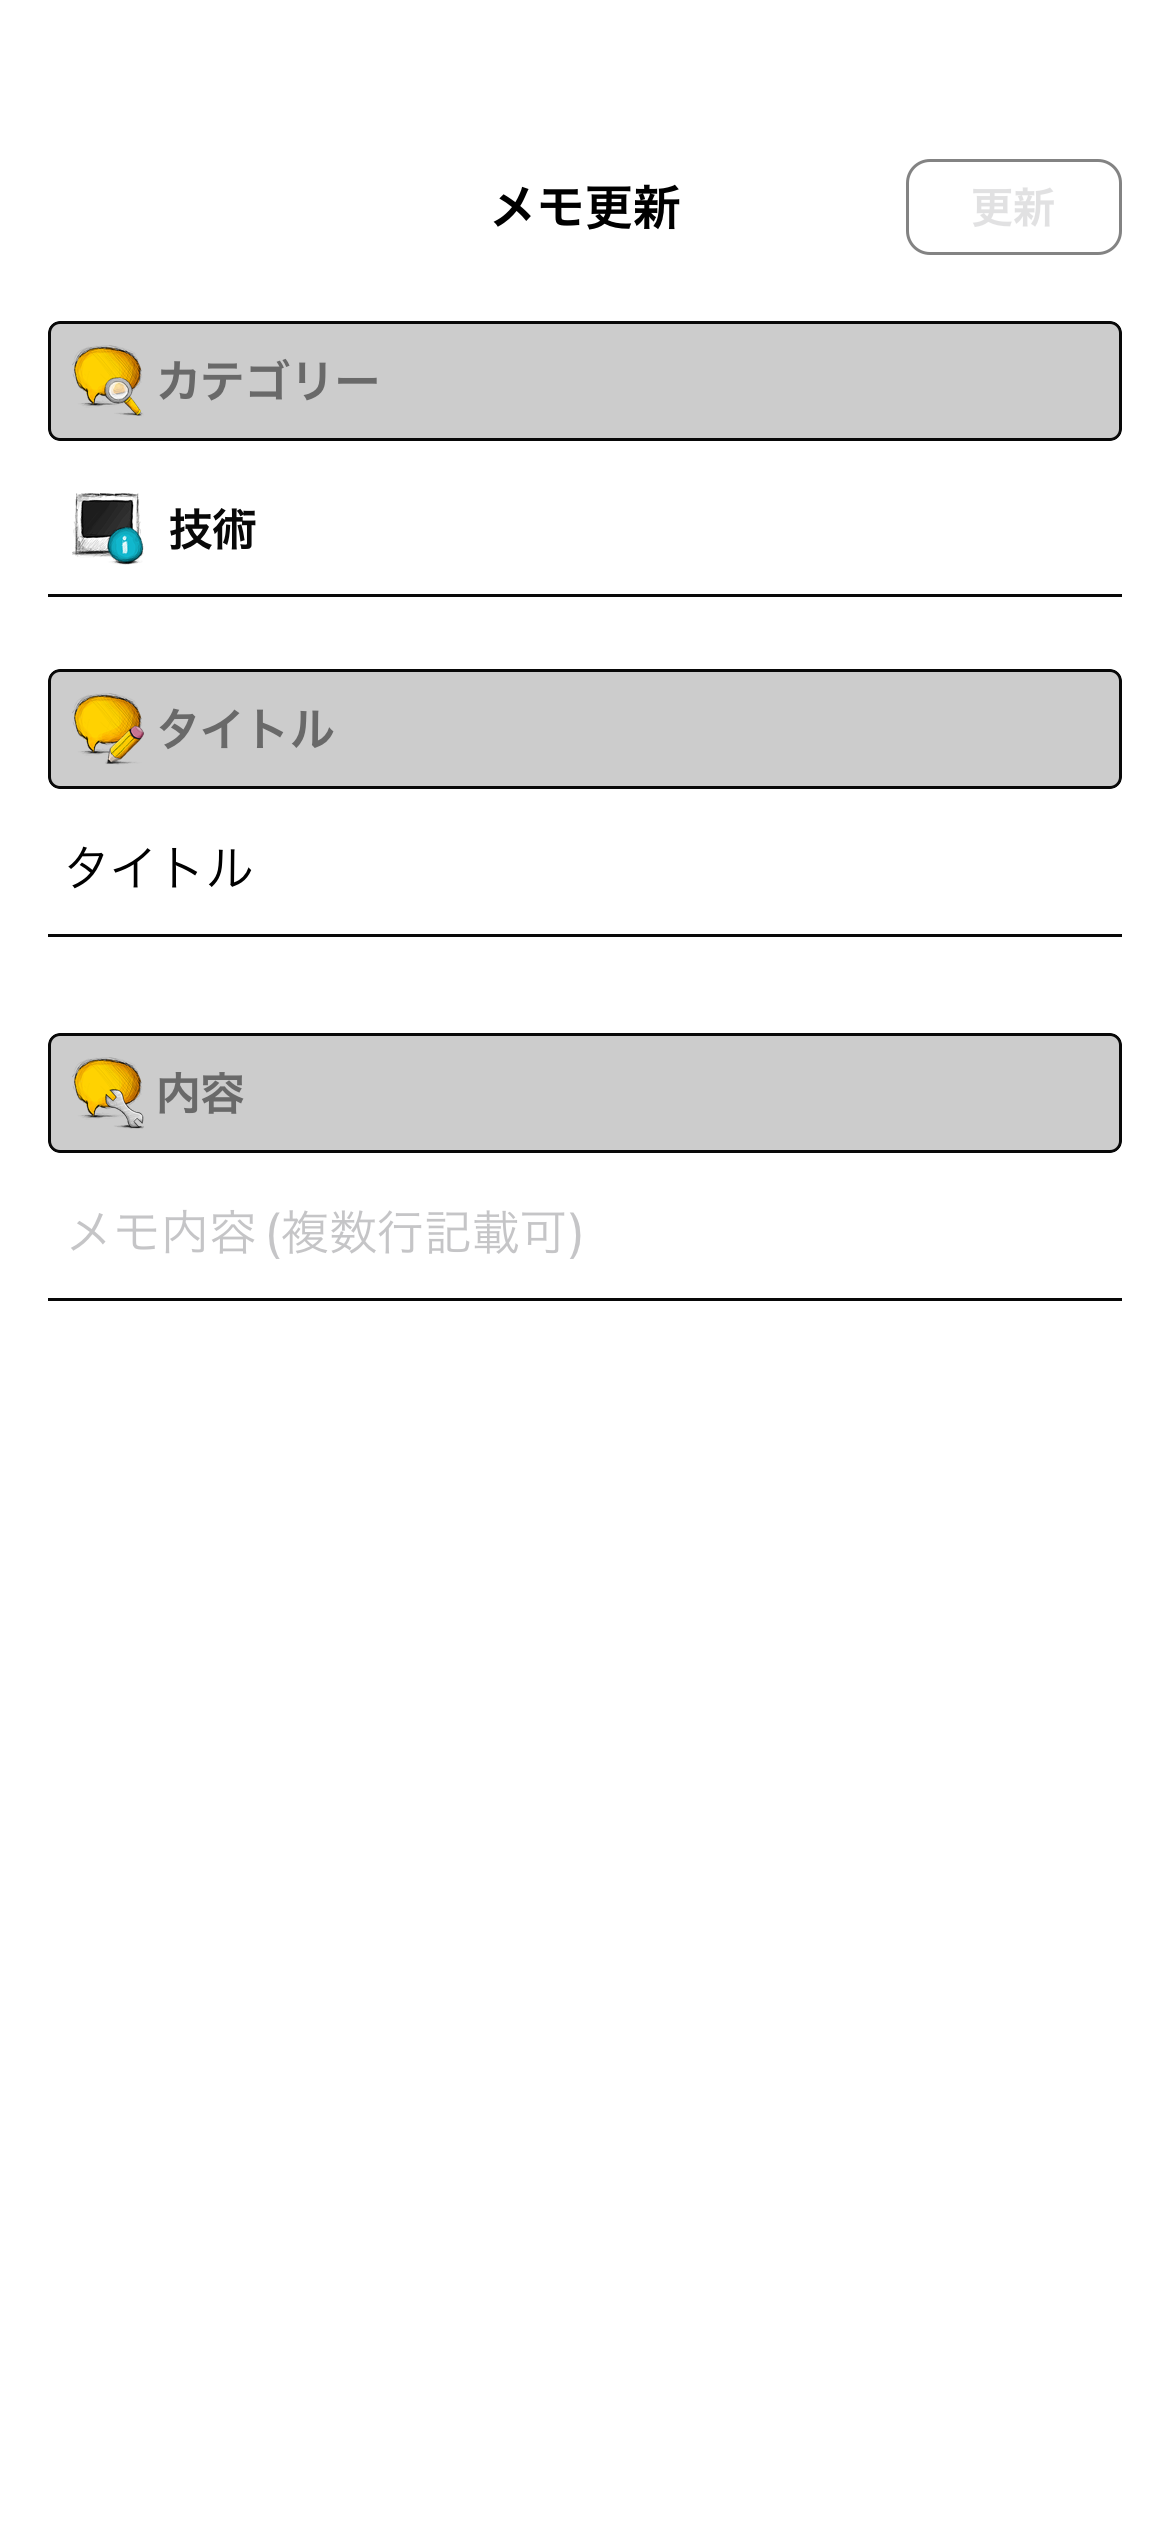 メモ更新
更新
カテゴリー
技術
タイトル
タイトル
内容
メモ内容 (複数行記載可)